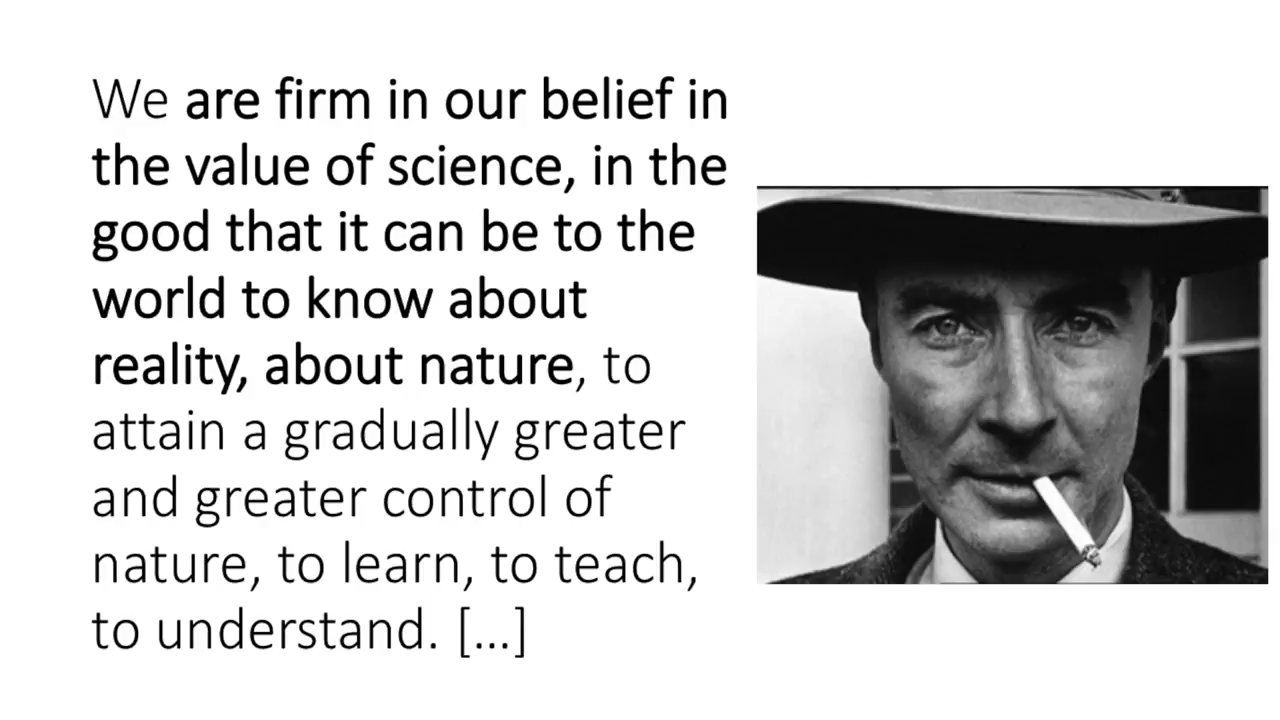 We are firm in our belief in
the value of science, in the
good that it can be to the
world to know about
reality, about nature, to
attain a gradually greater
and greater control of
nature, to learn, to teach,
to understand. […]